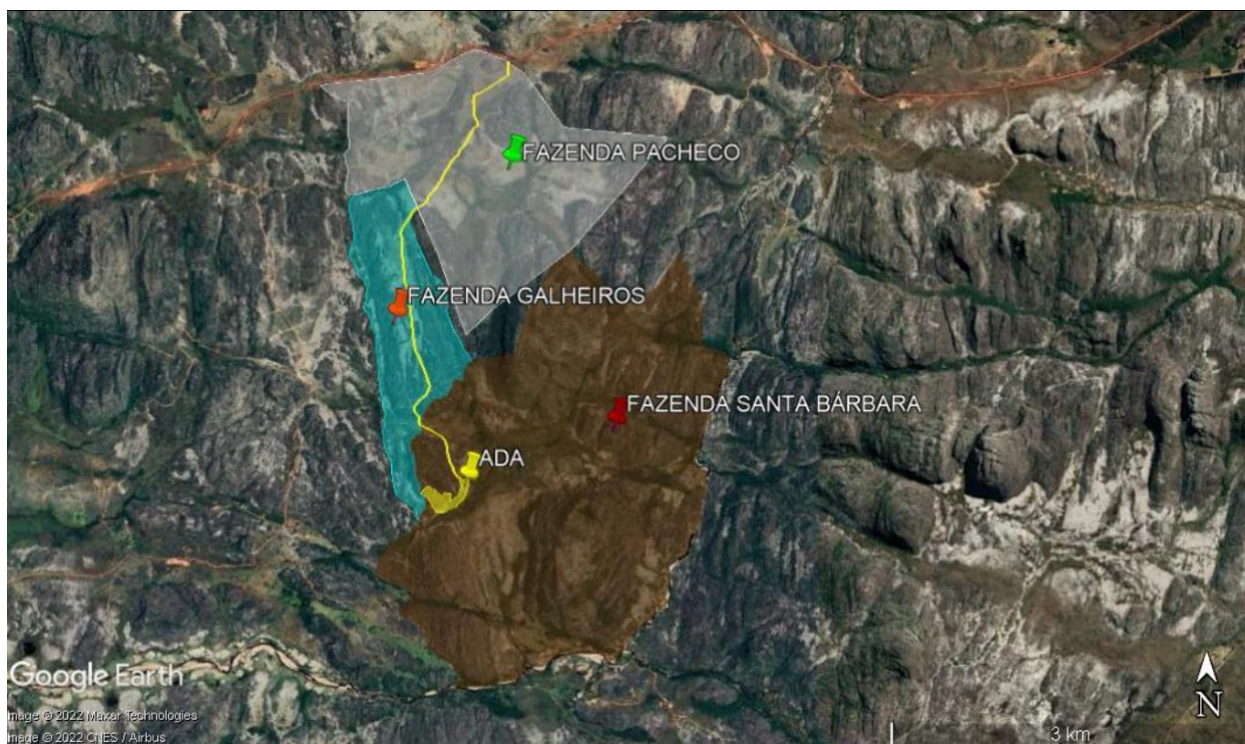 FAZENDA PACHECO
FAZENDA GALHEIROS
FAZENDA SANTA BÁRBARA
ADA
Google Earth
N
Image © 2022 Maxar Technologies
Image © 2022 CNES / Airbus
3 km